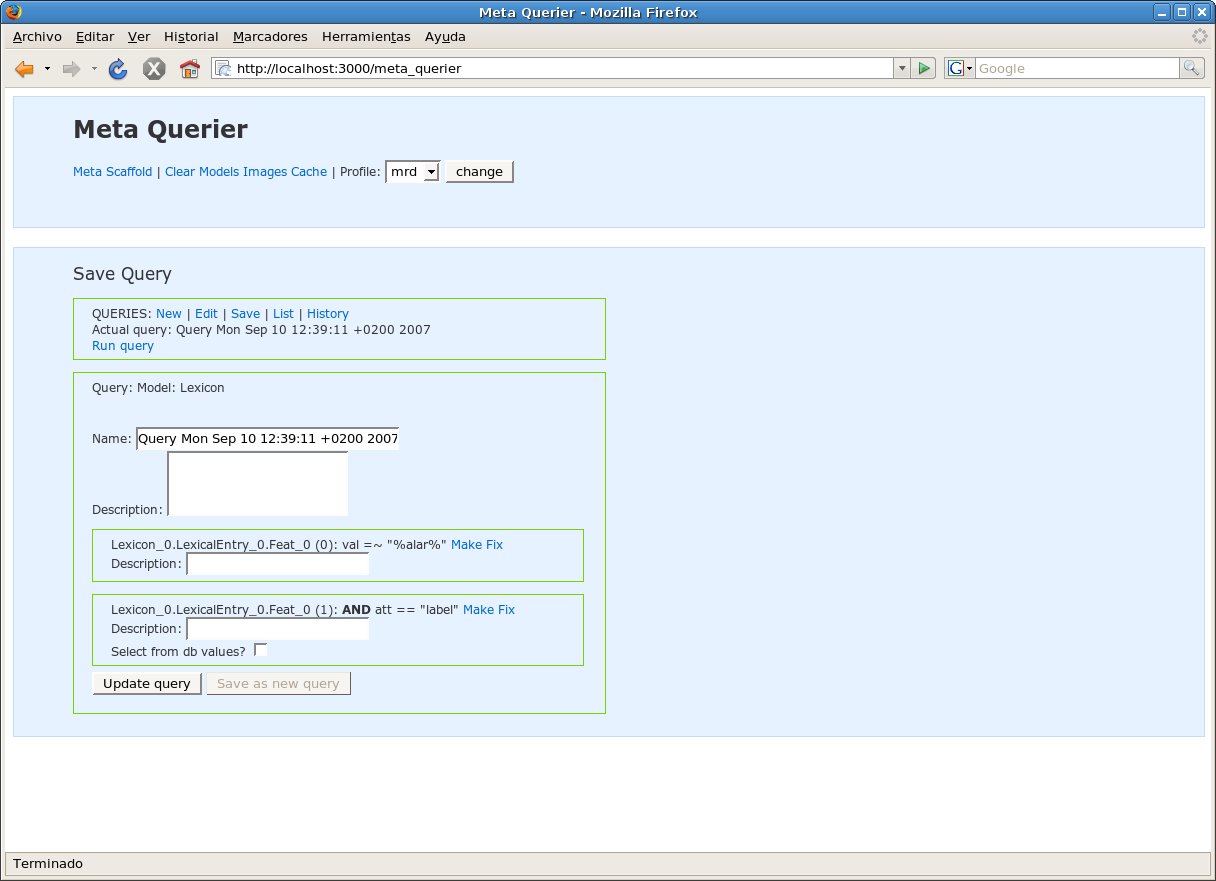 Meta Querier - Mozilla Firefox
Archivo Editar Ver Historial Marcadores Herramientas Ayuda
http://localhost:3000/meta_querier
G Google
Meta Querier
Meta Scaffold | Clear Models Images Cache | Profile: mrd change
Save Query
QUERIES: New | Edit | Save | List | History
Actual query: Query Mon Sep 10 12:39:11 +0200 2007
Run query
Query: Model: Lexicon
Name: Query Mon Sep 10 12:39:11 +0200 2007
Description:
Lexicon_0.LexicalEntry_0.Feat_0 (0): val =~ "%alar%" Make Fix
Description:
Lexicon_0.LexicalEntry_0.Feat_0 (1): AND att == "label" Make Fix
Description:
Select from db values?
Update query Save as new query
Terminado